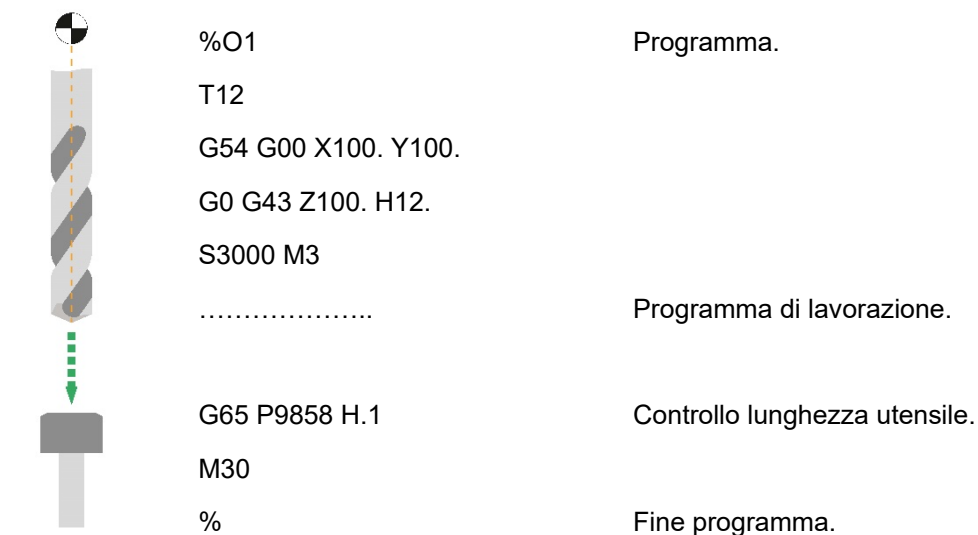 %O1 Programma.
T12
G54 G00 X100. Y100.
G0 G43 Z100. H12.
S3000 M3
……………….. Programma di lavorazione.
G65 P9858 H.1 Controllo lunghezza utensile.
M30
% Fine programma.